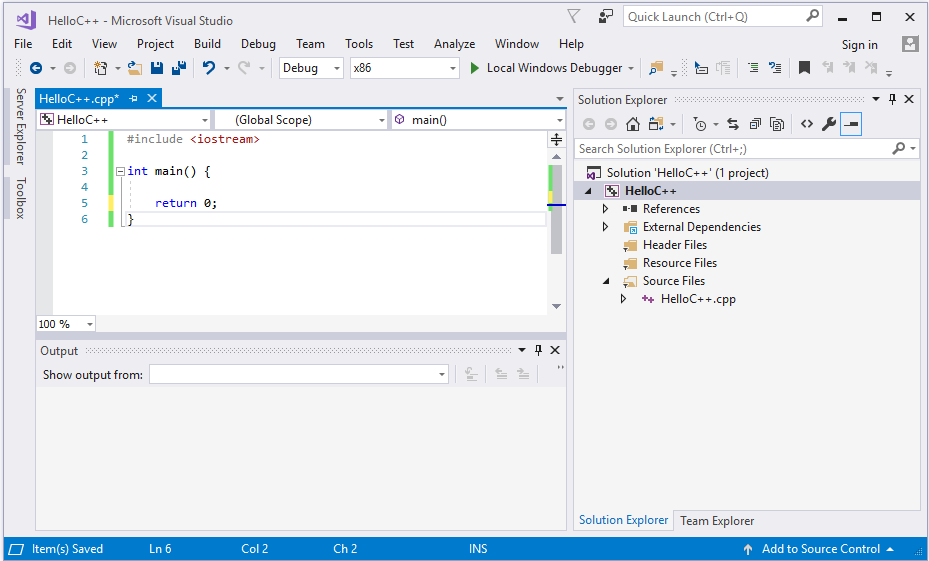 HelloC++ - Microsoft Visual Studio
Quick Launch (Ctrl+Q)
File Edit View Project Build Debug Team Tools Test Analyze Window Help
Sign in
Debug x86 Local Windows Debugger
Server Explorer
Toolbox
HelloC++.cpp*
HelloC++ (Global Scope) main()
1 #include <iostream>
2
3 int main() {
4
5 return 0;
6 }
100 %
Output
Show output from:
Solution Explorer
Search Solution Explorer (Ctrl+;)
Solution 'HelloC++' (1 project)
HelloC++
References
External Dependencies
Header Files
Resource Files
Source Files
HelloC++.cpp
Solution Explorer Team Explorer
Item(s) Saved Ln 6 Col 2 Ch 2 INS Add to Source Control